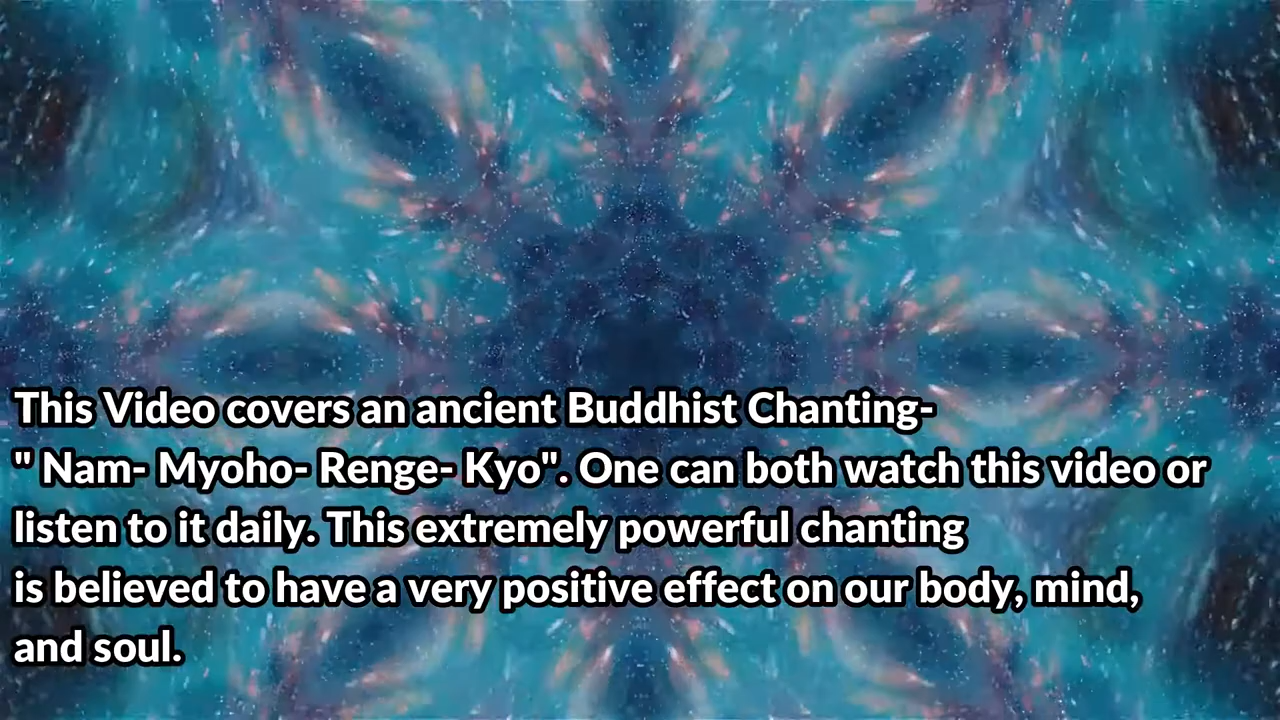 This Video covers an ancient Buddhist Chanting-
" Nam- Myoho- Renge- Kyo". One can both watch this video or
listen to it daily. This extremely powerful chanting
is believed to have a very positive effect on our body, mind,
and soul.